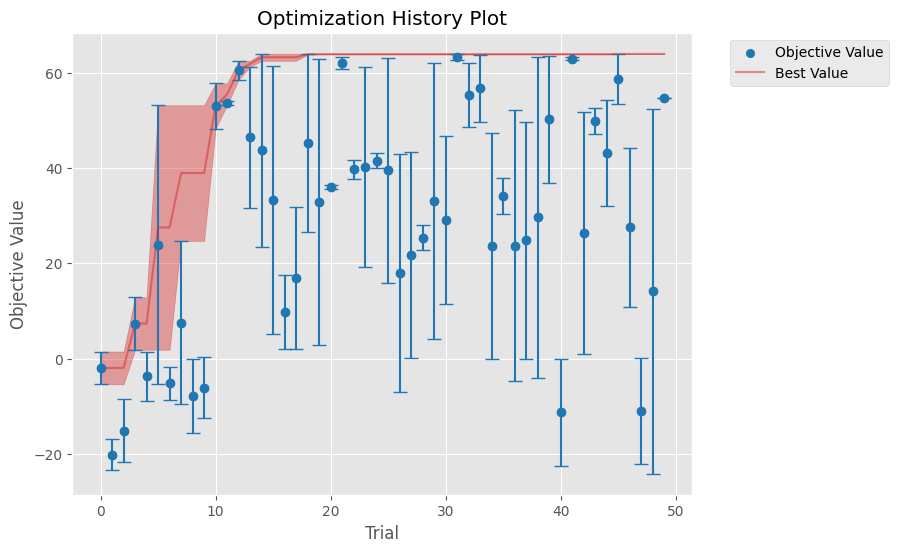 Optimization History Plot
Objective Value
Best Value
Objective Value
60
40
20
0
−20
0 10 20 30 40 50
Trial